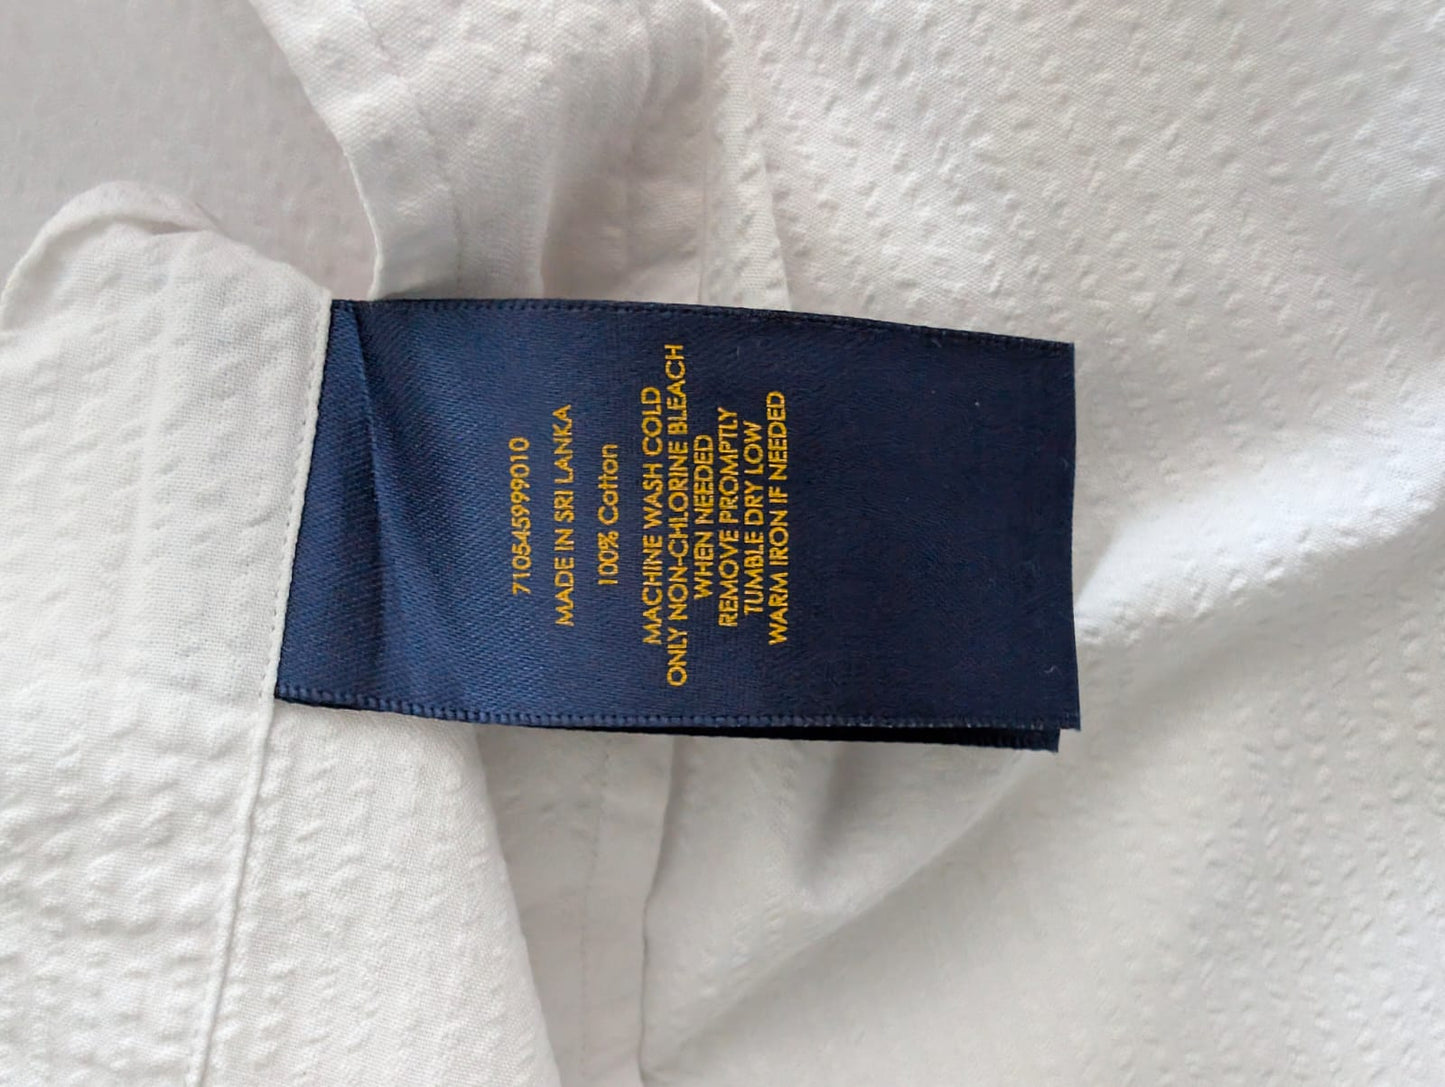 710545999010
MADE IN SRI LANKA
100% Cotton
MACHINE WASH COLD
ONLY NON-CHLORINE BLEACH
WHEN NEEDED
REMOVE PROMPTLY
TUMBLE DRY LOW
WARM IRON IF NEEDED